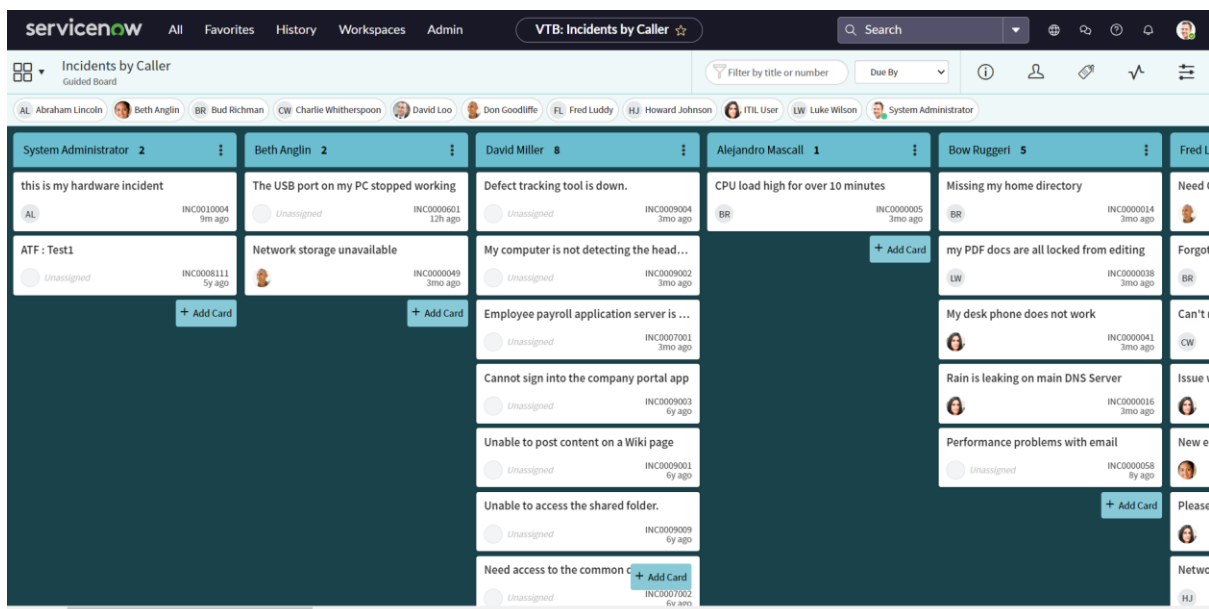 servicenow All Favorites History Workspaces Admin VTB: Incidents by Caller Search
Incidents by Caller
Guided Board
Filter by title or number Due By
AL Abraham Lincoln Beth Anglin BR Bud Richman CW Charlie Whitherspoon David Loo Don Goodliffe FL Fred Luddy HJ Howard Johnson ITIL User LW Luke Wilson System Administrator
System Administrator 2
this is my hardware incident
AL INC0010004
9m ago
ATF : Test1
Unassigned INC0008111
5y ago
+ Add Card
Beth Anglin 2
The USB port on my PC stopped working
Unassigned INC0000601
12h ago
Network storage unavailable
INC0000049
3mo ago
+ Add Card
David Miller 8
Defect tracking tool is down.
Unassigned INC0009004
3mo ago
My computer is not detecting the head...
Unassigned INC0009002
3mo ago
Employee payroll application server is ...
Unassigned INC0007001
3mo ago
Cannot sign into the company portal app
Unassigned INC0009003
6y ago
Unable to post content on a Wiki page
Unassigned INC0009001
6y ago
Unable to access the shared folder.
Unassigned INC0009009
6y ago
Need access to the common
+ Add Card
Unassigned INC0007002
6y ago
Alejandro Mascall 1
CPU load high for over 10 minutes
BR INC0000005
3mo ago
+ Add Card
Bow Ruggeri 5
Missing my home directory
BR INC0000014
3mo ago
my PDF docs are all locked from editing
LW INC0000038
3mo ago
My desk phone does not work
INC0000041
3mo ago
Rain is leaking on main DNS Server
INC0000016
3mo ago
Performance problems with email
Unassigned INC0000058
8y ago
+ Add Card
Fred L
Need
Forgot
BR
Can't
CW
Issue
New e
Please
Netwo
HJ